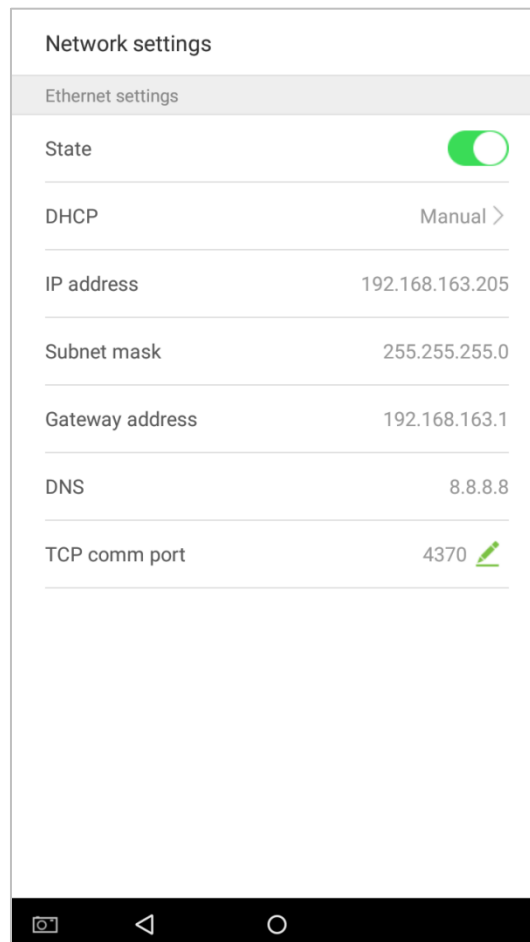 Network settings
Ethernet settings
State
DHCP Manual
IP address 192.168.163.205
Subnet mask 255.255.255.0
Gateway address 192.168.163.1
DNS 8.8.8.8
TCP comm port 4370